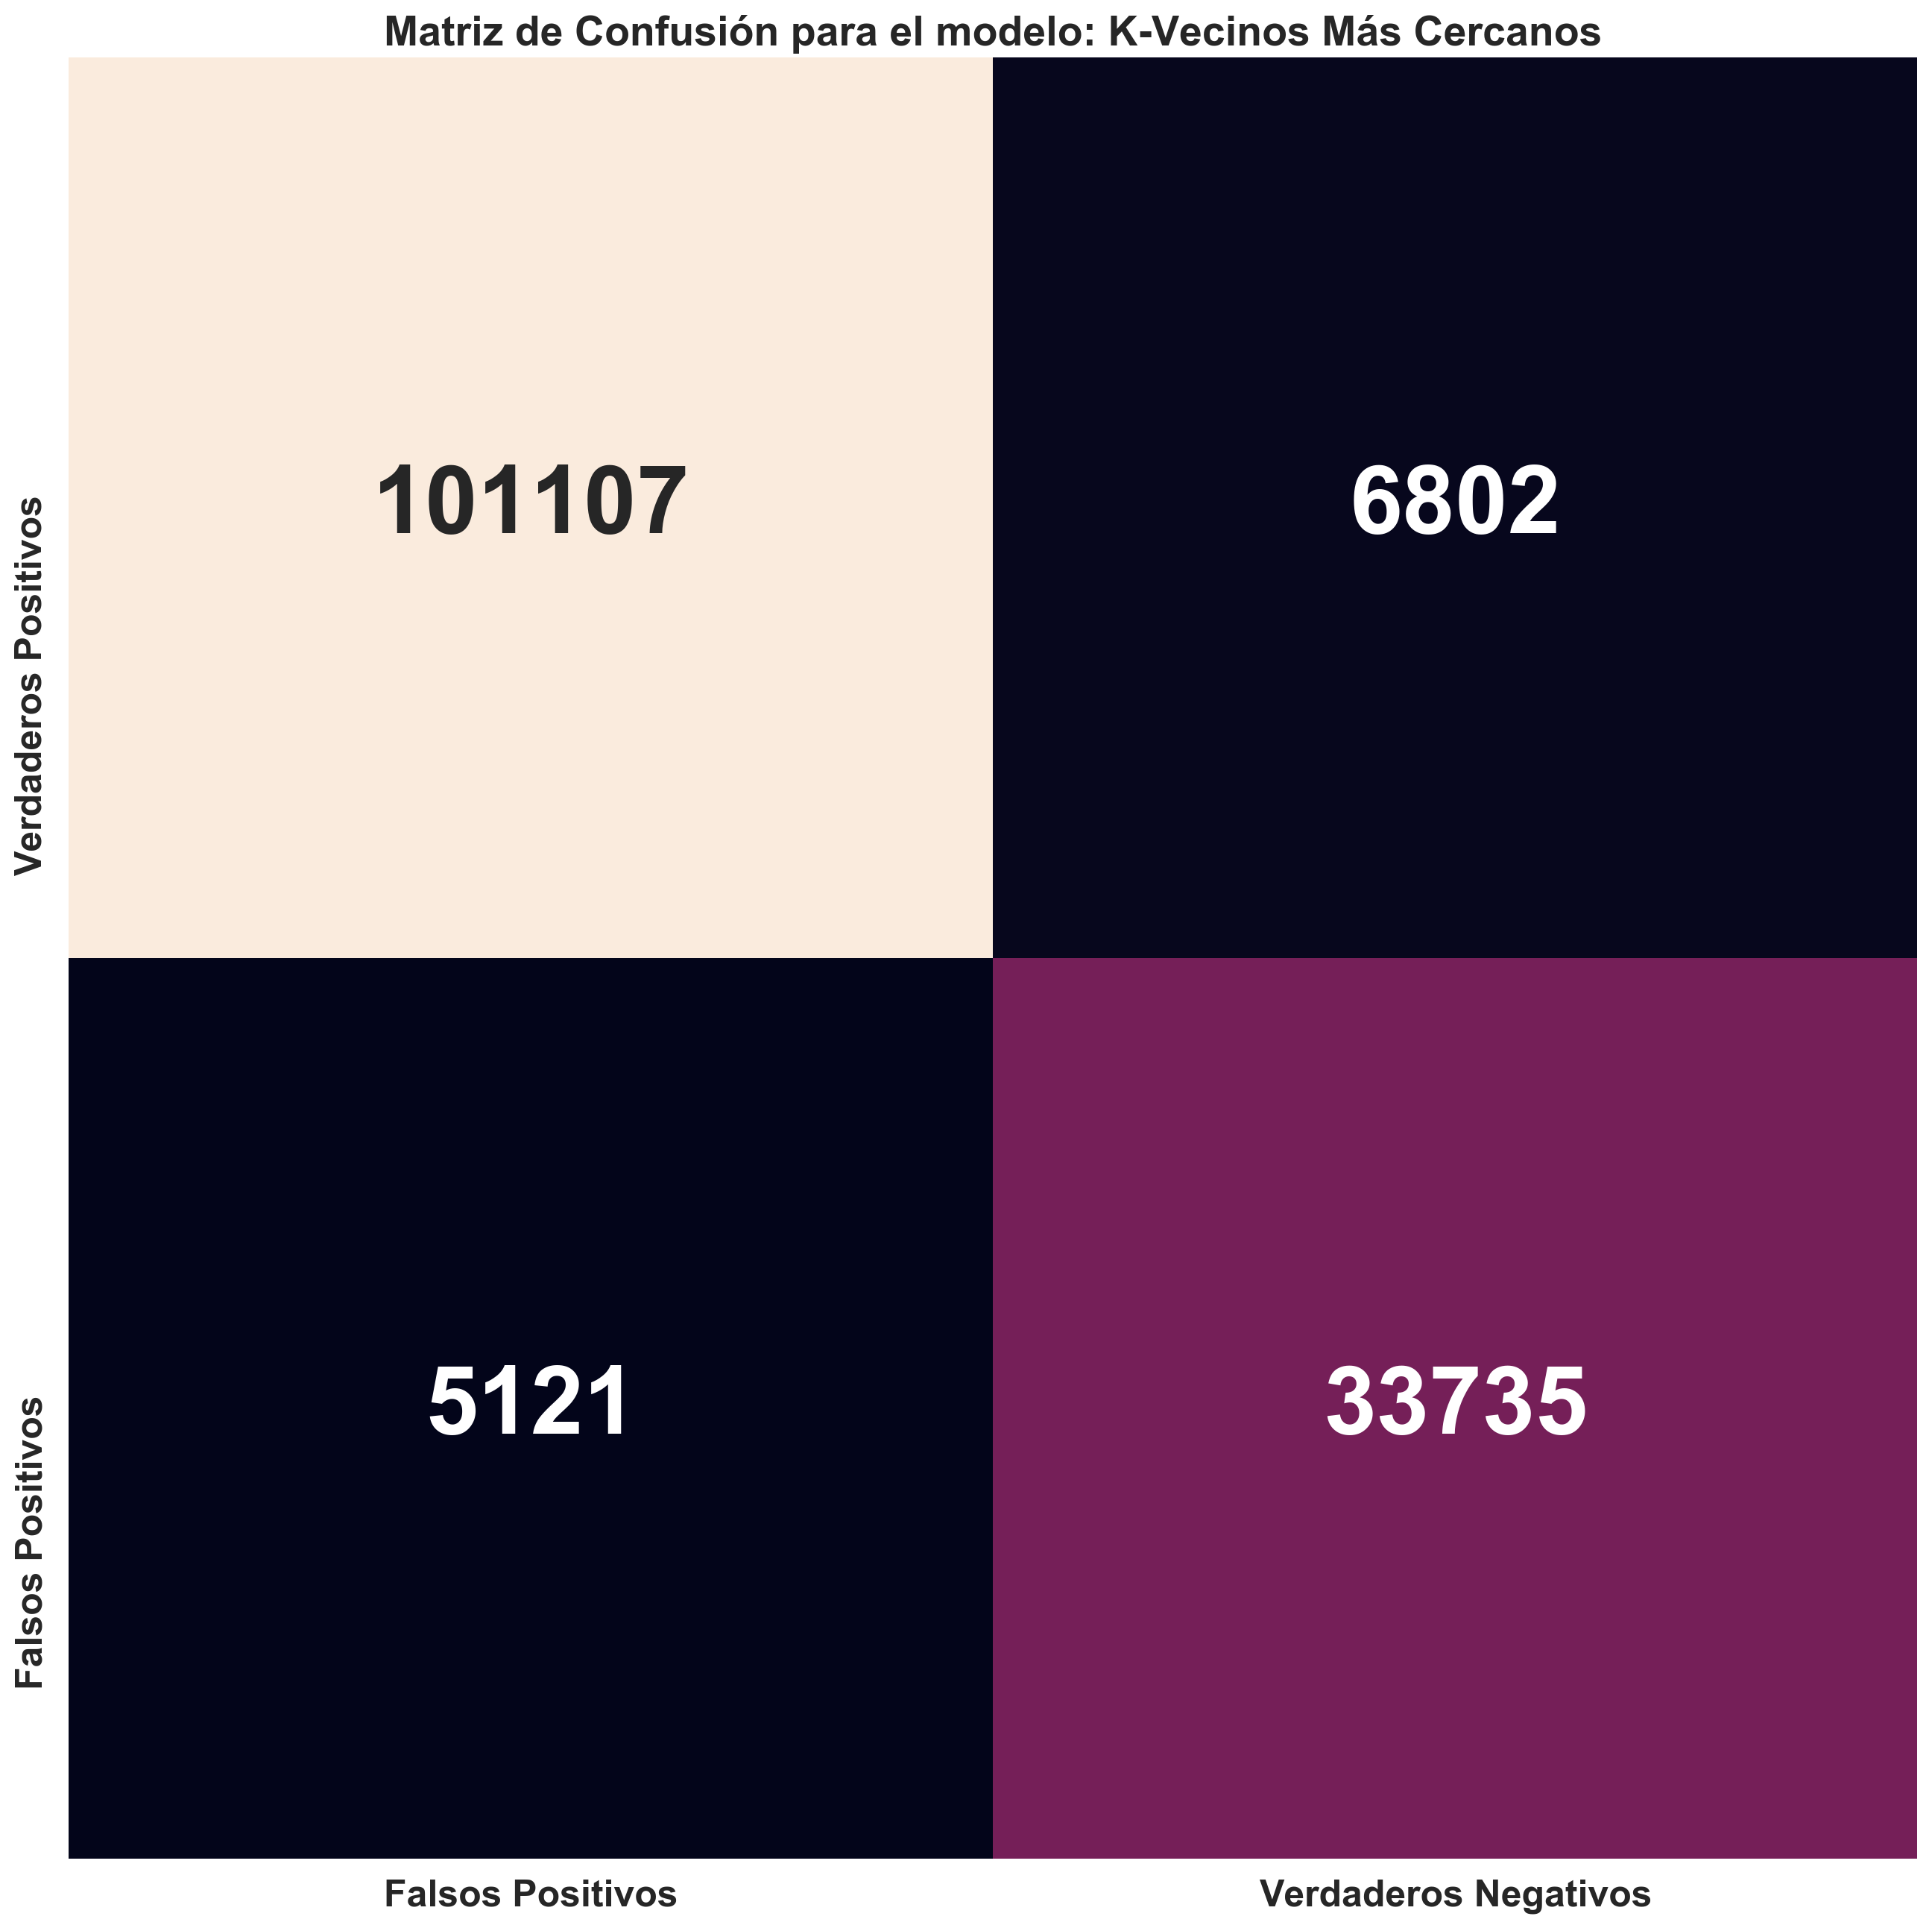 Matriz de Confusión para el modelo: K-Vecinos Más Cercanos
Verdaderos Positivos
101107
6802
Falsos Positivos
5121
33735
Falsos Positivos
Verdaderos Negativos